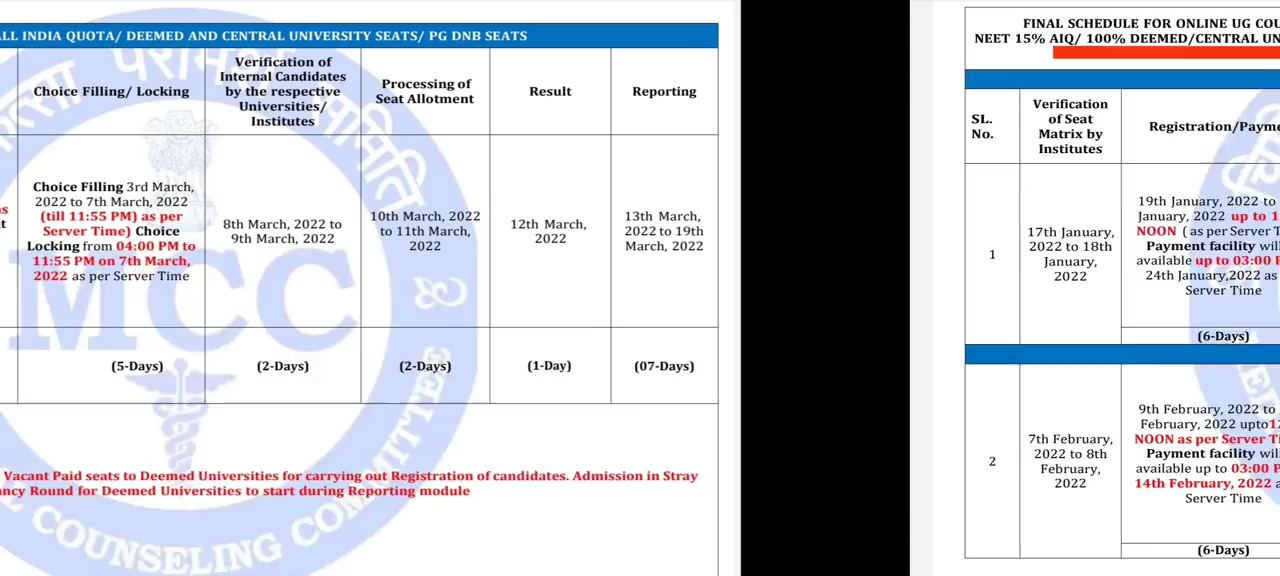 ALL INDIA QUOTA/ DEEMED AND CENTRAL UNIVERSITY SEATS/ PG DNB SEATS
Choice Filling/ Locking
Verification of
Internal Candidates
by the respective
Universities/
Institutes
Processing of
Seat Allotment
Result
Reporting
Choice Filling 3rd March,
2022 to 7th March, 2022
(till 11:55 PM) as per
Server Time) Choice
Locking from 04:00 PM to
11:55 PM on 7th March,
2022 as per Server Time
8th March, 2022 to
9th March, 2022
10th March, 2022
to 11th March,
2022
12th March,
2022
13th March,
2022 to 19th
March, 2022
(5-Days)
(2-Days)
(2-Days)
(1-Day)
(07-Days)
Vacant Paid seats to Deemed Universities for carrying out Registration of candidates. Admission in Stray
Round for Deemed Universities to start during Reporting module
MCC
COUNSELING COMMITTEE
FINAL SCHEDULE FOR ONLINE UG
NEET 15% AIQ/ 100% DEEMED/CENTRAL
SL.
No.
Verification
of Seat
Matrix by
Institutes
1
17th January,
2022 to 18th
January,
2022
19th January, 2022 to
January, 2022 up to
NOON ( as per Server
Payment facility
available up to 03:00
24th January,2022 as
Server Time
(6-Days)
2
7th February,
2022 to 8th
February,
2022
9th February, 2022 to
February, 2022 upto
NOON as per Server
Payment facility
available up to 03:00
14th February, 2022
Server Time
(6-Days)